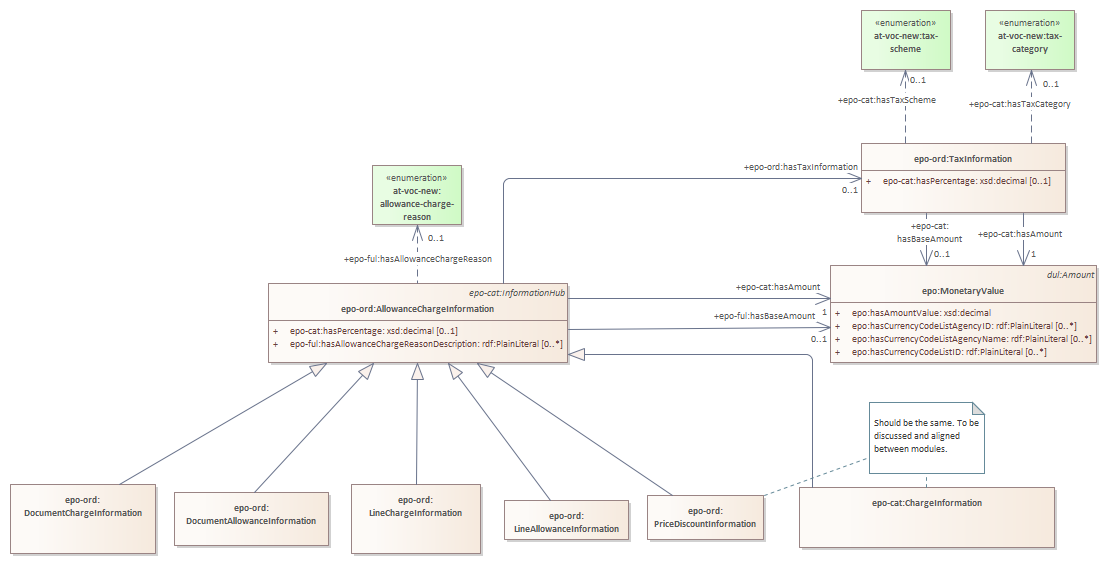 «enumeration»
at-voc-new:tax-
scheme
«enumeration»
at-voc-new:tax-
category
0..1
0..1
+epo-cat:hasTaxScheme
+epo-cat:hasTaxCategory
epo-ord:TaxInformation
+ epo-cat:hasPercentage: xsd:decimal [0..1]
+epo-ord:hasTaxInformation
0..1
«enumeration»
at-voc-new:
allowance-charge-
reason
0..1
+epo-ful:hasAllowanceChargeReason
+epo-cat:
hasBaseAmount
0..1
+epo-cat:hasAmount
1
epo-cat:InformationHub
epo-ord:AllowanceChargeInformation
+ epo-cat:hasPercentage: xsd:decimal [0..1]
+ epo-ful:hasAllowanceChargeReasonDescription: rdf:PlainLiteral [0..*]
+epo-cat:hasAmount
1
+epo-ful:hasBaseAmount
0..1
dul:Amount
epo:MonetaryValue
+ epo:hasAmountValue: xsd:decimal
+ epo:hasCurrencyCodeListAgencyID: rdf:PlainLiteral [0..*]
+ epo:hasCurrencyCodeListAgencyName: rdf:PlainLiteral [0..*]
+ epo:hasCurrencyCodeListID: rdf:PlainLiteral [0..*]
Should be the same. To be
discussed and aligned
between modules.
epo-ord:
DocumentChargeInformation
epo-ord:
DocumentAllowanceInformation
epo-ord:
LineChargeInformation
epo-ord:
LineAllowanceInformation
epo-ord:
PriceDiscountInformation
epo-cat:ChargeInformation